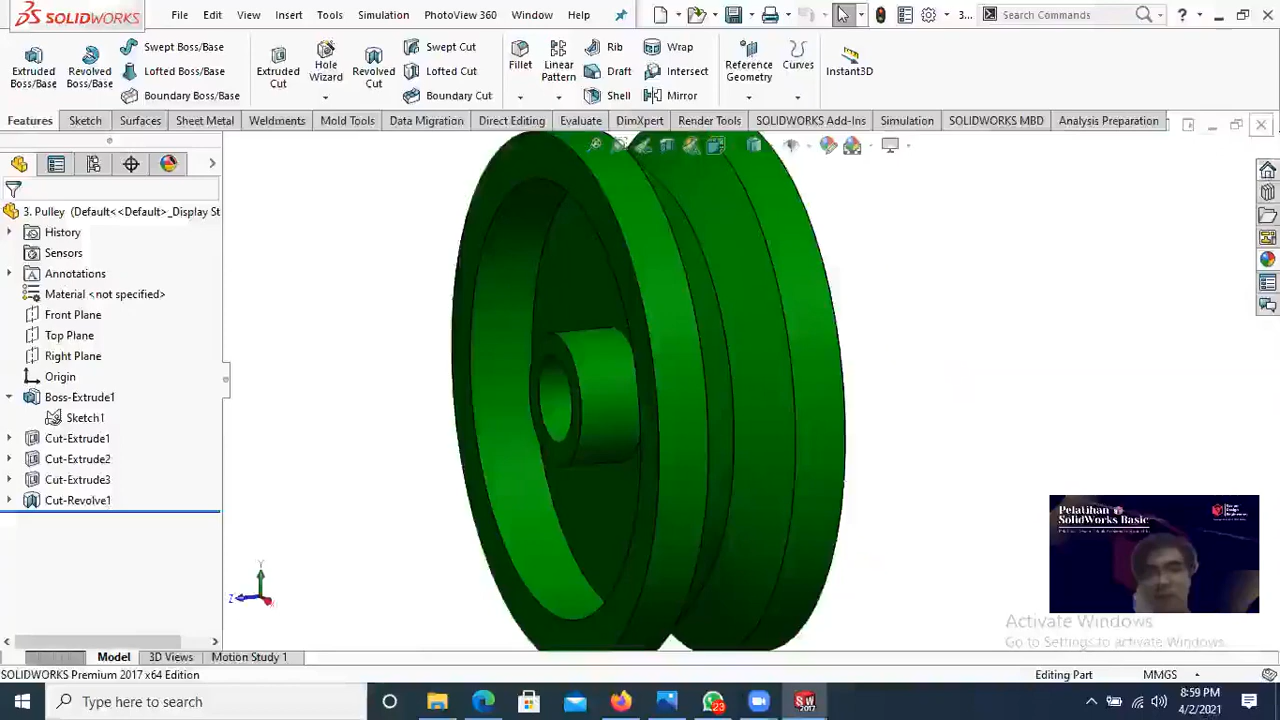 SOLIDWORKS
File Edit View Insert Tools Simulation PhotoView 360 Window Help
3...
Search Commands
Extruded Boss/Base
Revolved Boss/Base
Swept Boss/Base
Lofted Boss/Base
Boundary Boss/Base
Extruded Cut
Hole Wizard
Revolved Cut
Swept Cut
Lofted Cut
Boundary Cut
Fillet
Linear Pattern
Rib
Draft
Shell
Wrap
Intersect
Mirror
Reference Geometry
Curves
Instant3D
Features Sketch Surfaces Sheet Metal Weldments Mold Tools Data Migration Direct Editing Evaluate DimXpert Render Tools SOLIDWORKS Add-Ins Simulation SOLIDWORKS MBD Analysis Preparation
3. Pulley (Default<<Default>_Display St
History
Sensors
Annotations
Material <not specified>
Front Plane
Top Plane
Right Plane
Origin
Boss-Extrude1
Sketch1
Cut-Extrude1
Cut-Extrude2
Cut-Extrude3
Cut-Revolve1
Y
Z
Pelatihan
SolidWorks Basic
Activate Windows
Go to Settings to activate Windows.
Model 3D Views Motion Study 1
SOLIDWORKS Premium 2017 x64 Edition
Editing Part MMGS
Type here to search
23
SW
2017
8:59 PM
4/2/2021